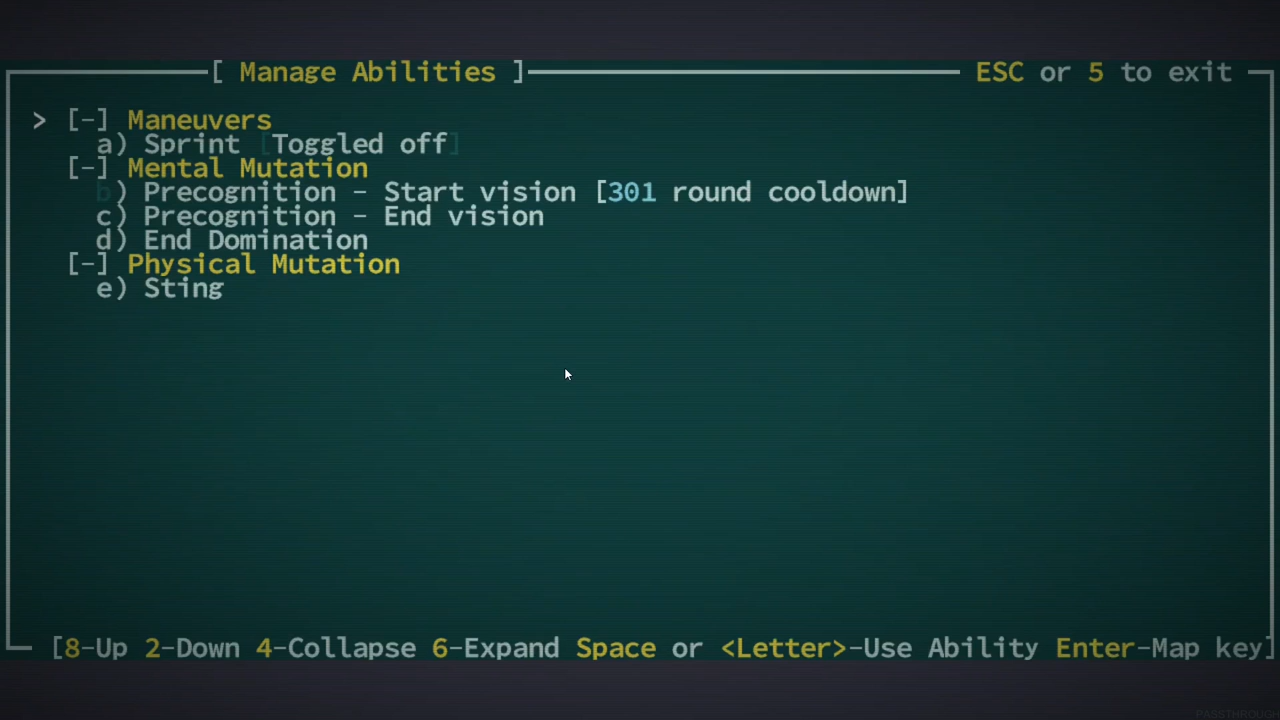 [ Manage Abilities ] ESC or 5 to exit
> [-] Maneuvers
a) Sprint [Toggled off]
[-] Mental Mutation
b) Precognition - Start vision [301 round cooldown]
c) Precognition - End vision
d) End Domination
[-] Physical Mutation
e) Sting
[8-Up 2-Down 4-Collapse 6-Expand Space or <Letter>-Use Ability Enter-Map key]
PASSTHROUGH